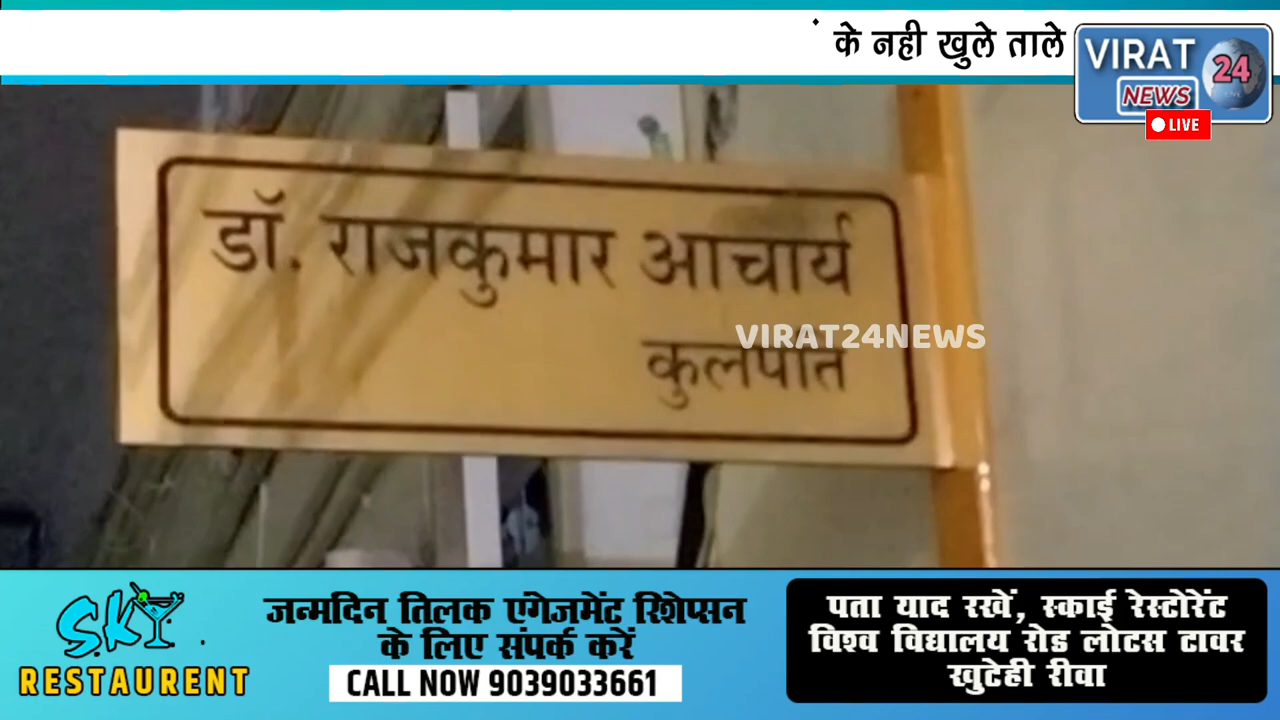 के नही खुले ताले
VIRAT
24
NEWS
LIVE
डॉ. राजकुमार आचार्य
VIRAT24NEWS
कुलपति
SKY
RESTAURENT
जन्मदिन तिलक एंगेजमेंट रिशेप्सन
के लिए संपर्क करें
CALL NOW 9039033661
पता याद रखें, स्काई रेस्टोरेंट
विश्व विद्यालय रोड लोटस टावर
खुटेही रीवा